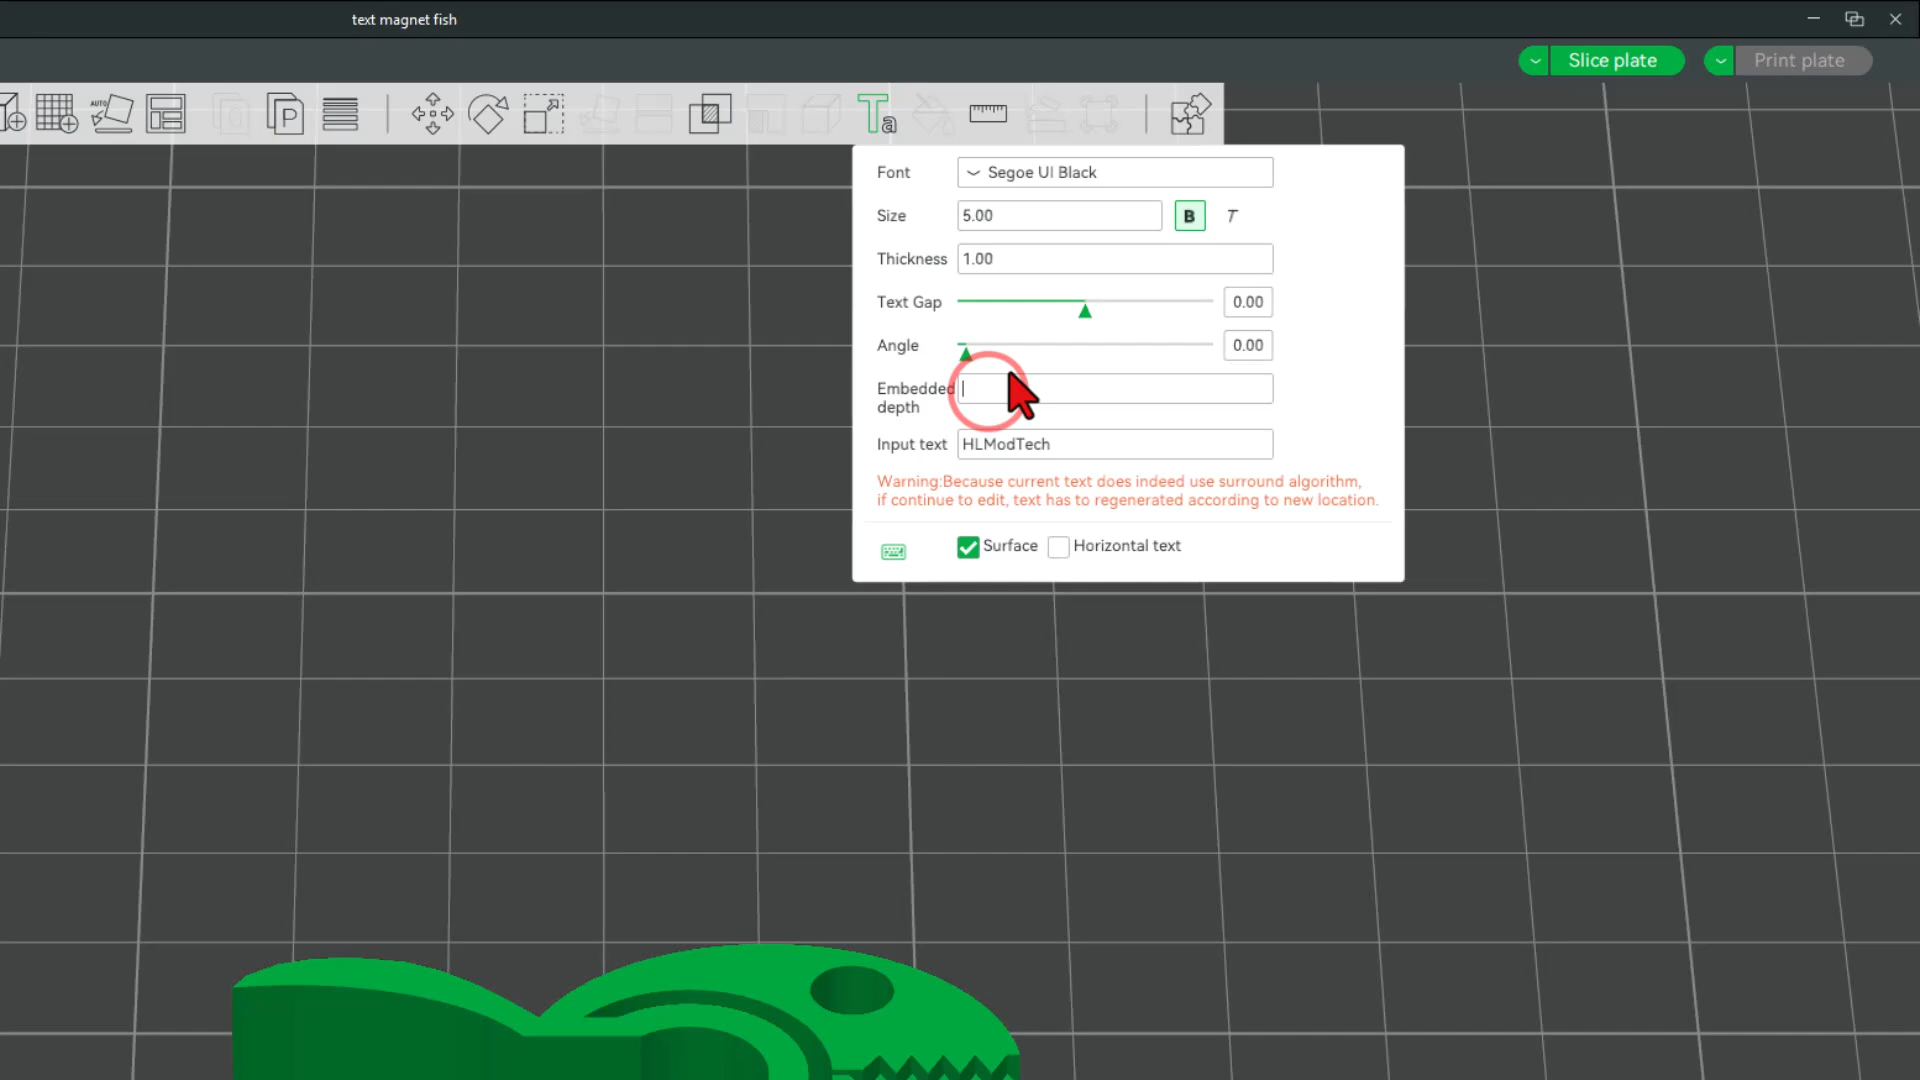 text magnet fish
Slice plate
Print plate
AUTO
P
Ta
Font
Segoe UI Black
Size
5.00
B
T
Thickness
1.00
Text Gap
0.00
Angle
0.00
Embedded
depth
Input text
HLModTech
Warning:Because current text does indeed use surround algorithm,
if continue to edit, text has to regenerated according to new location.
Surface
Horizontal text